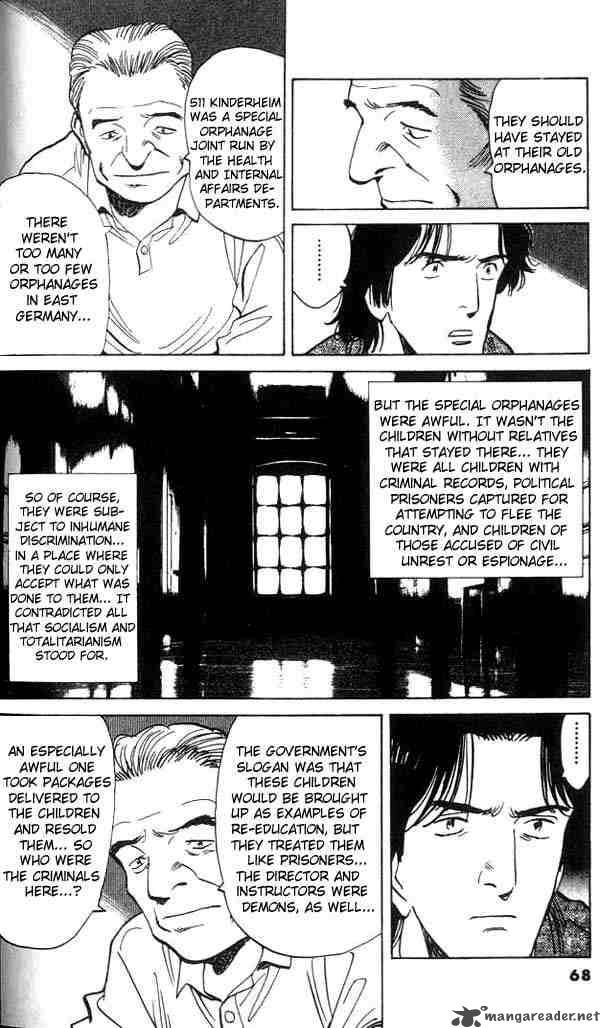 THEY SHOULD
HAVE STAYED
AT THEIR OLD
ORPHANAGES.
511 KINDERHEIM
WAS A SPECIAL
ORPHANAGE
JOINT RUN BY
THE HEALTH
AND INTERNAL
AFFAIRS DE-
PARTMENTS.
THERE
WEREN'T
TOO MANY
OR TOO FEW
ORPHANAGES
IN EAST
GERMANY...
........
BUT THE SPECIAL ORPHANAGES
WERE AWFUL. IT WASN'T THE
CHILDREN WITHOUT RELATIVES
THAT STAYED THERE... THEY
WERE ALL CHILDREN WITH
CRIMINAL RECORDS, POLITICAL
PRISONERS CAPTURED FOR
ATTEMPTING TO FLEE THE
COUNTRY, AND CHILDREN OF
THOSE ACCUSED OF CIVIL
UNREST OR ESPIONAGE...
SO OF COURSE,
THEY WERE SUB-
JECT TO INHUMANE
DISCRIMINATION...
IN A PLACE WHERE
THEY COULD ONLY
ACCEPT WHAT WAS
DONE TO THEM... IT
CONTRADICTED ALL
THAT SOCIALISM AND
TOTALITARIANISM
STOOD FOR.
........
THE GOVERNMENT'S
SLOGAN WAS THAT
THESE CHILDREN
WOULD BE BROUGHT
UP AS EXAMPLES OF
RE-EDUCATION, BUT
THEY TREATED THEM
LIKE PRISONERS...
THE DIRECTOR AND
INSTRUCTORS WERE
DEMONS, AS WELL...
AN ESPECIALLY
AWFUL ONE
TOOK PACKAGES
DELIVERED TO
THE CHILDREN
AND RESOLD
THEM... SO
WHO WERE
THE CRIMINALS
HERE...?
68
mangareader.net